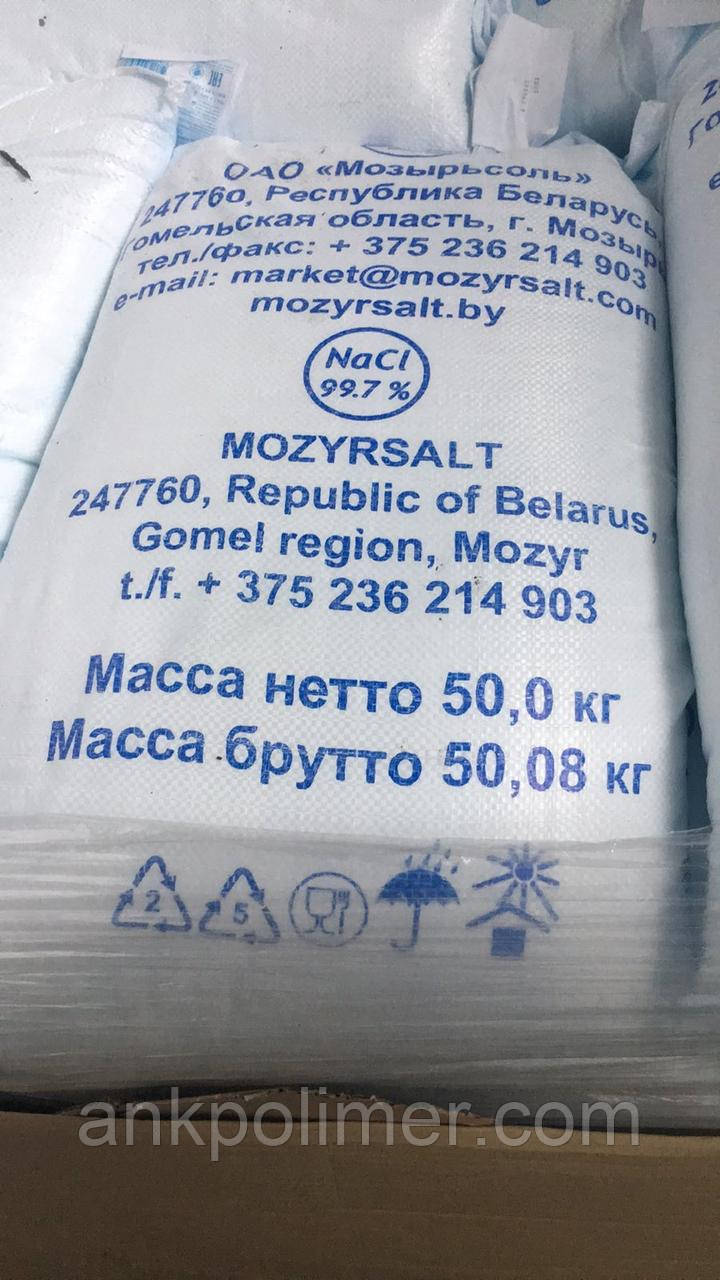 ОАО «Мозырьсоль»
247760, Республика Беларусь,
Гомельская область, г. Мозырь
тел./факс: + 375 236 214 903
e-mail: market@mozyrsalt.com
mozyrsalt.by
NaCl
99.7 %
MOZYRSALT
247760, Republic of Belarus,
Gomel region, Mozyr
t./f. + 375 236 214 903
Масса нетто 50,0 кг
Масса брутто 50,08 кг
2 5
ankpolimer.com